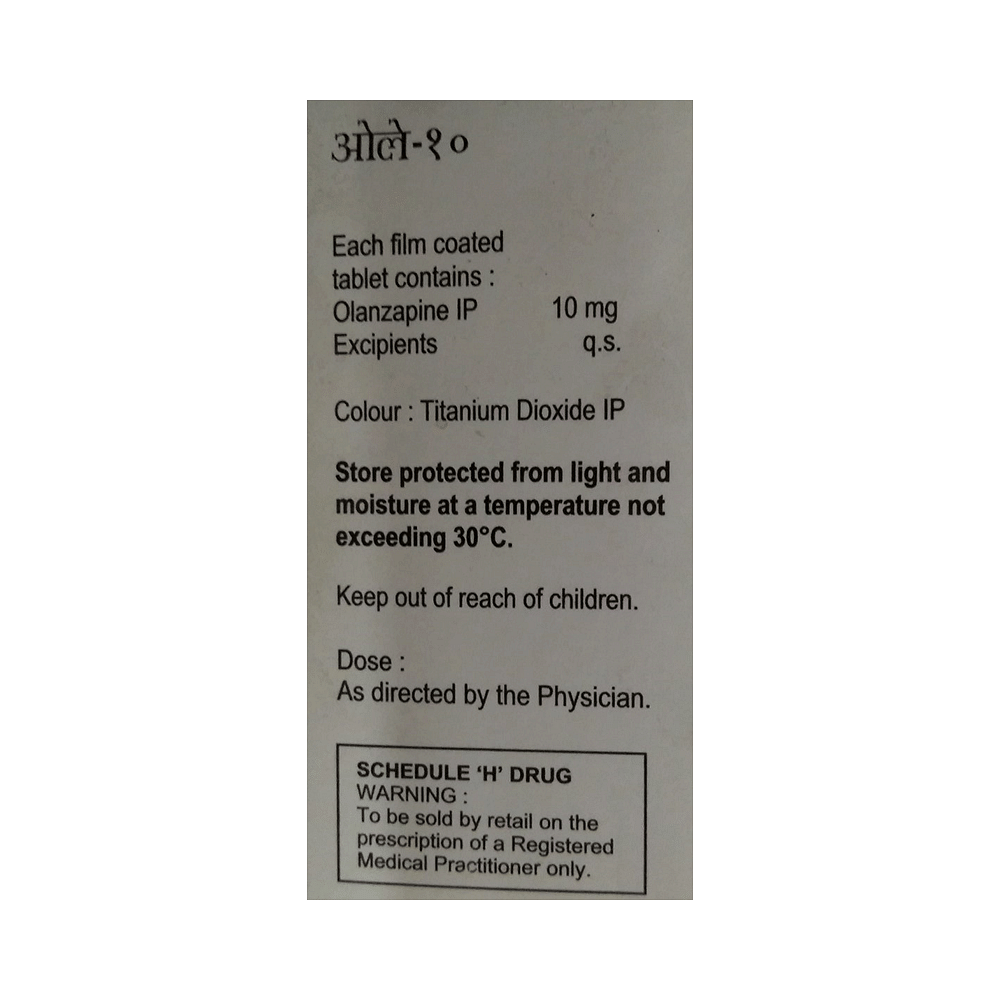 ओले-१०
Each film coated
tablet contains :
Olanzapine IP 10 mg
Excipients q.s.
Colour : Titanium Dioxide IP
Store protected from light and
moisture at a temperature not
exceeding 30°C.
Keep out of reach of children.
Dose :
As directed by the Physician.
SCHEDULE ‘H’ DRUG
WARNING :
To be sold by retail on the
prescription of a Registered
Medical Practitioner only.